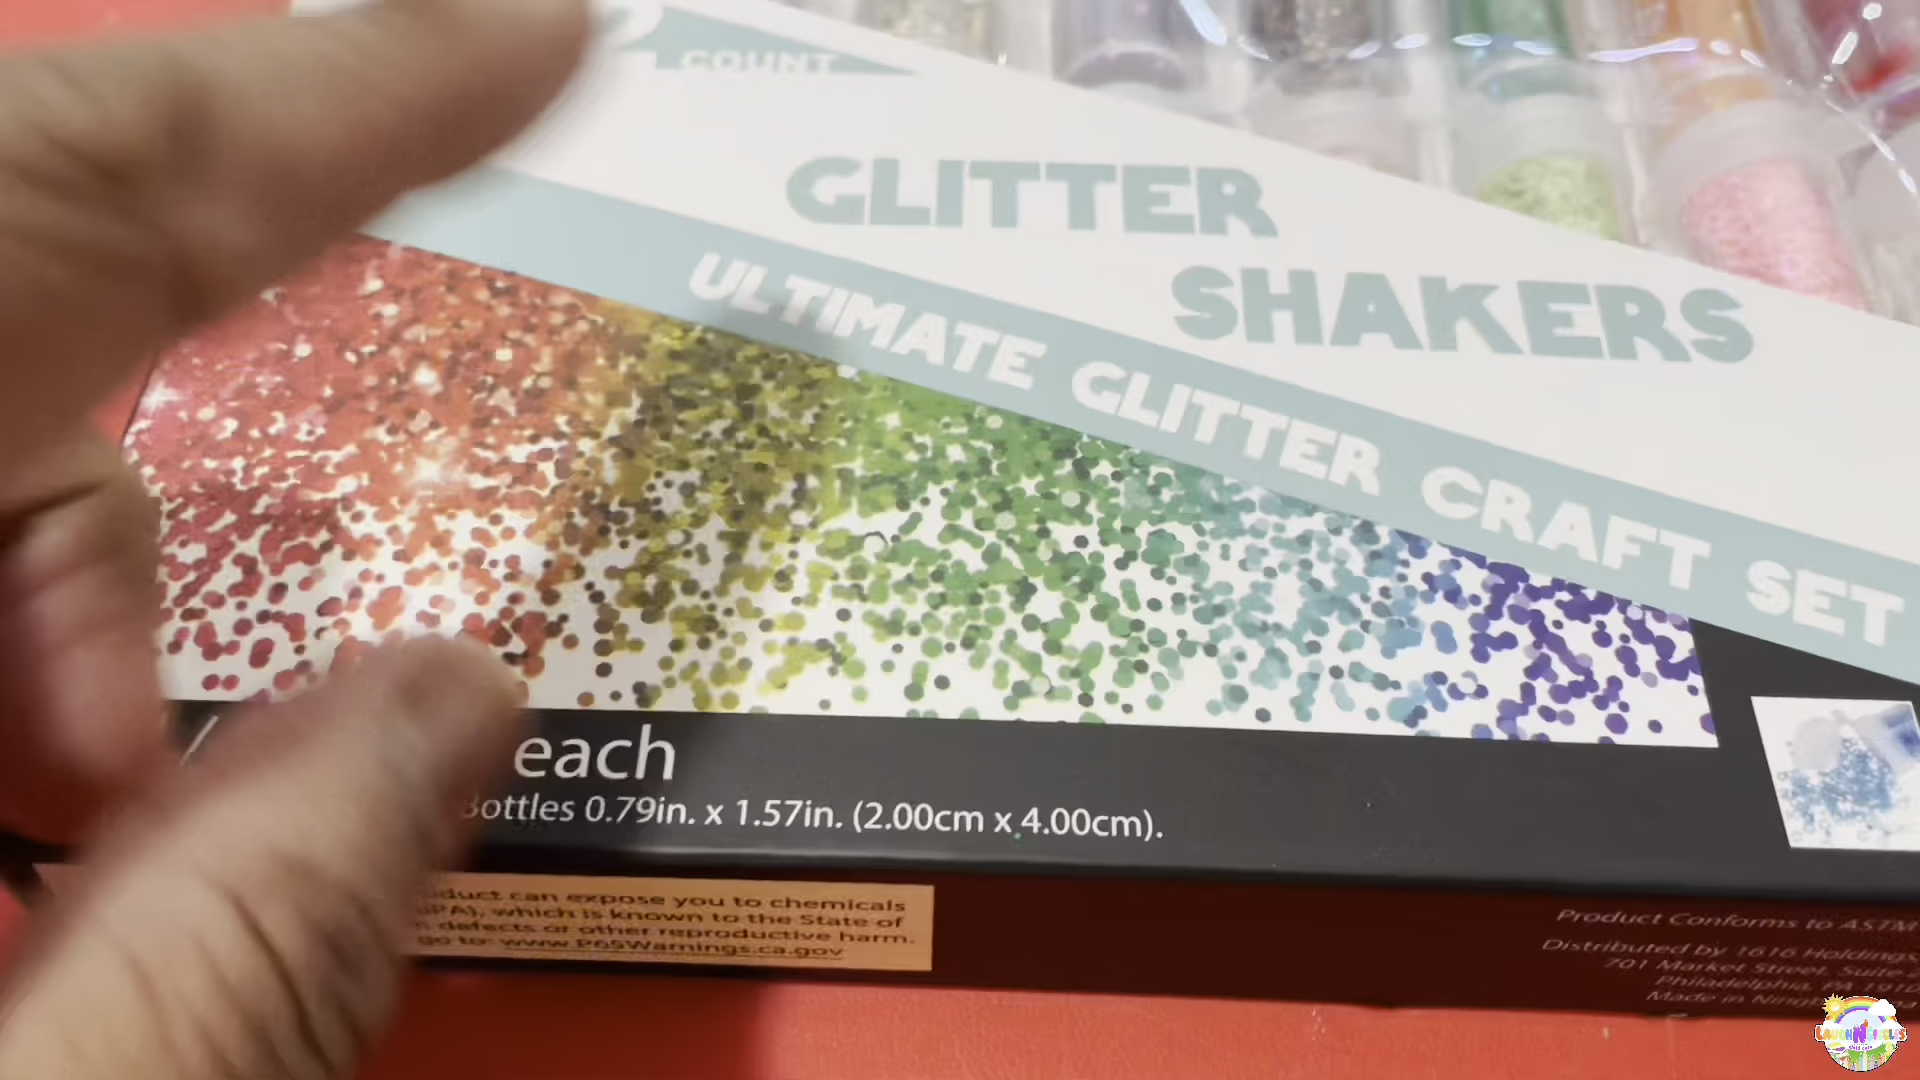 COUNT
GLITTER
SHAKERS
ULTIMATE GLITTER CRAFT SET
each
Bottles 0.79in. x 1.57in. (2.00cm x 4.00cm).
can expose you to chemicals
which is known to the State of
defects or other reproductive harm.
go to: www.P65Warnings.ca.gov
Product Conforms to ASTM
Distributed by 1616 Holdings
701 Market Street, Suite
Philadelphia, PA
Made in